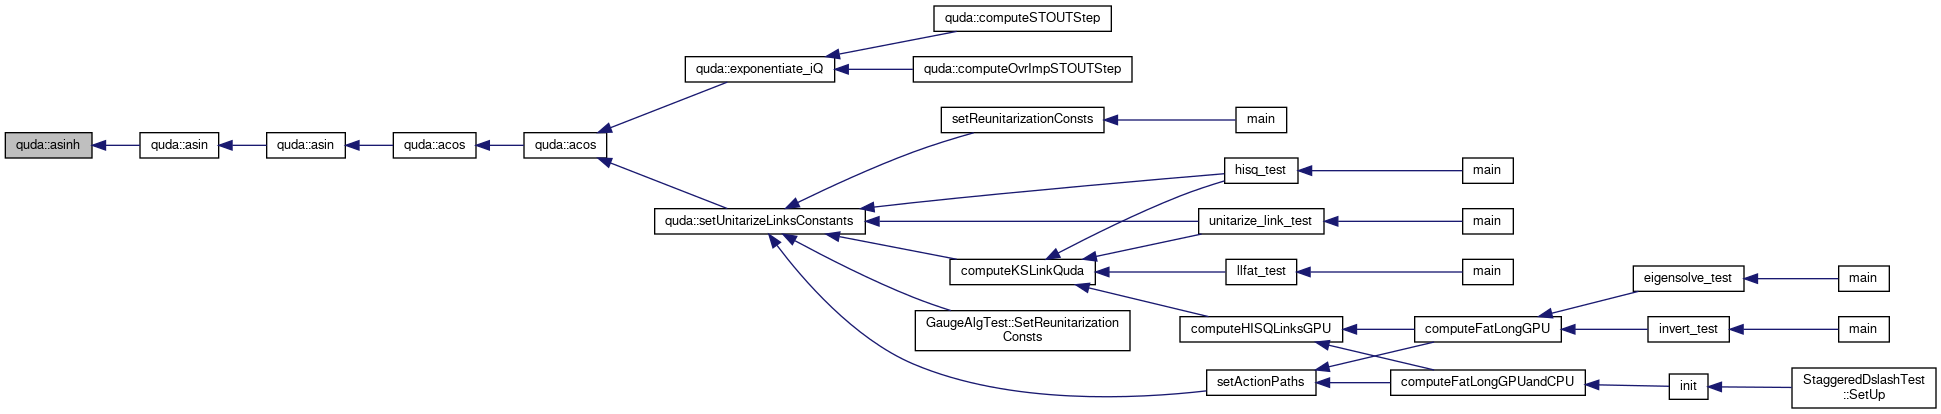 quda::computeSTOUTStep
quda::exponentiate_iQ
quda::computeOvrImpSTOUTStep
setReunitarizationConsts
main
quda::asinh
quda::asin
quda::asin
quda::acos
quda::acos
hisq_test
main
quda::setUnitarizeLinksConstants
unitarize_link_test
main
computeKSLinkQuda
llfat_test
main
eigensolve_test
main
GaugeAlgTest::SetReunitarization
Consts
computeHISQLinksGPU
computeFatLongGPU
invert_test
main
setActionPaths
computeFatLongGPUandCPU
init
StaggeredDslashTest
::SetUp